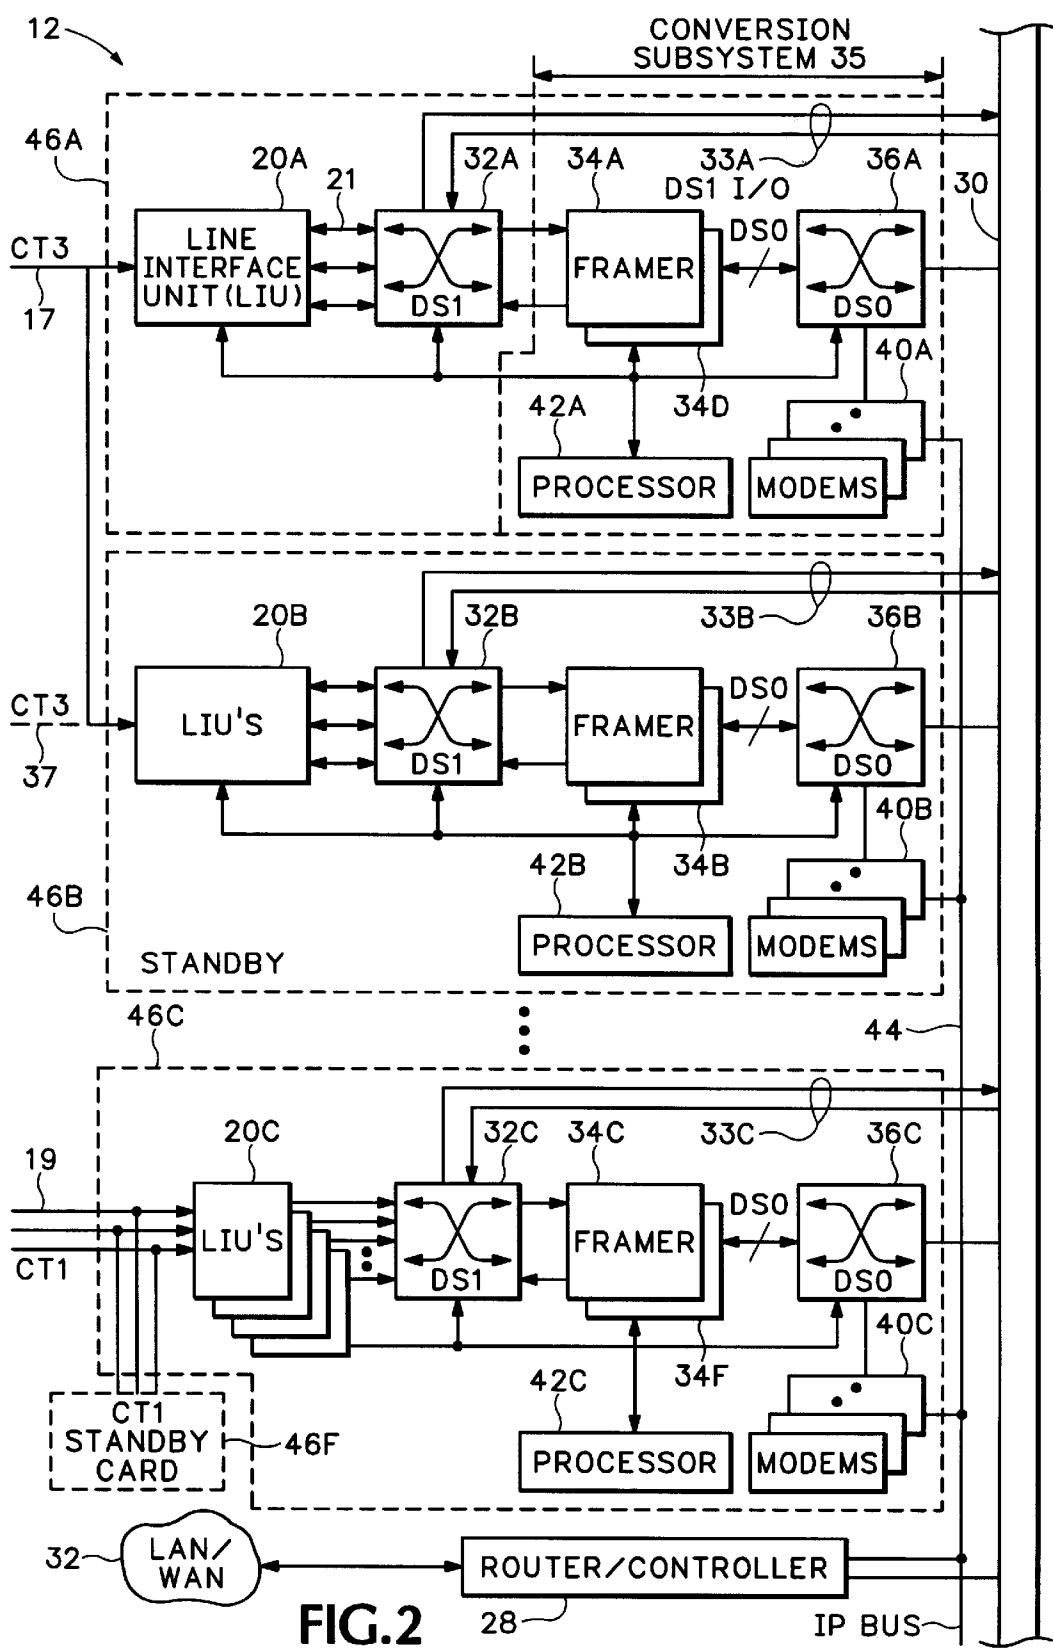 12
CONVERSION
SUBSYSTEM 35
46A
20A
21
32A
34A
33A
DS1 I/O
36A
30
CT3
17
LINE
INTERFACE
UNIT(LIU)
DS1
FRAMER
DS0
DS0
40A
42A
34D
PROCESSOR
MODEMS
20B
32B
33B
36B
CT3
37
LIU'S
DS1
FRAMER
DS0
DS0
40B
42B
34B
46B
PROCESSOR
MODEMS
STANDBY
46C
44
20C
32C
34C
33C
36C
19
CT1
LIU'S
DS1
FRAMER
DS0
DS0
40C
42C
34F
CT1
STANDBY
CARD
46F
PROCESSOR
MODEMS
32
LAN/
WAN
ROUTER/CONTROLLER
28
IP BUS
FIG.2